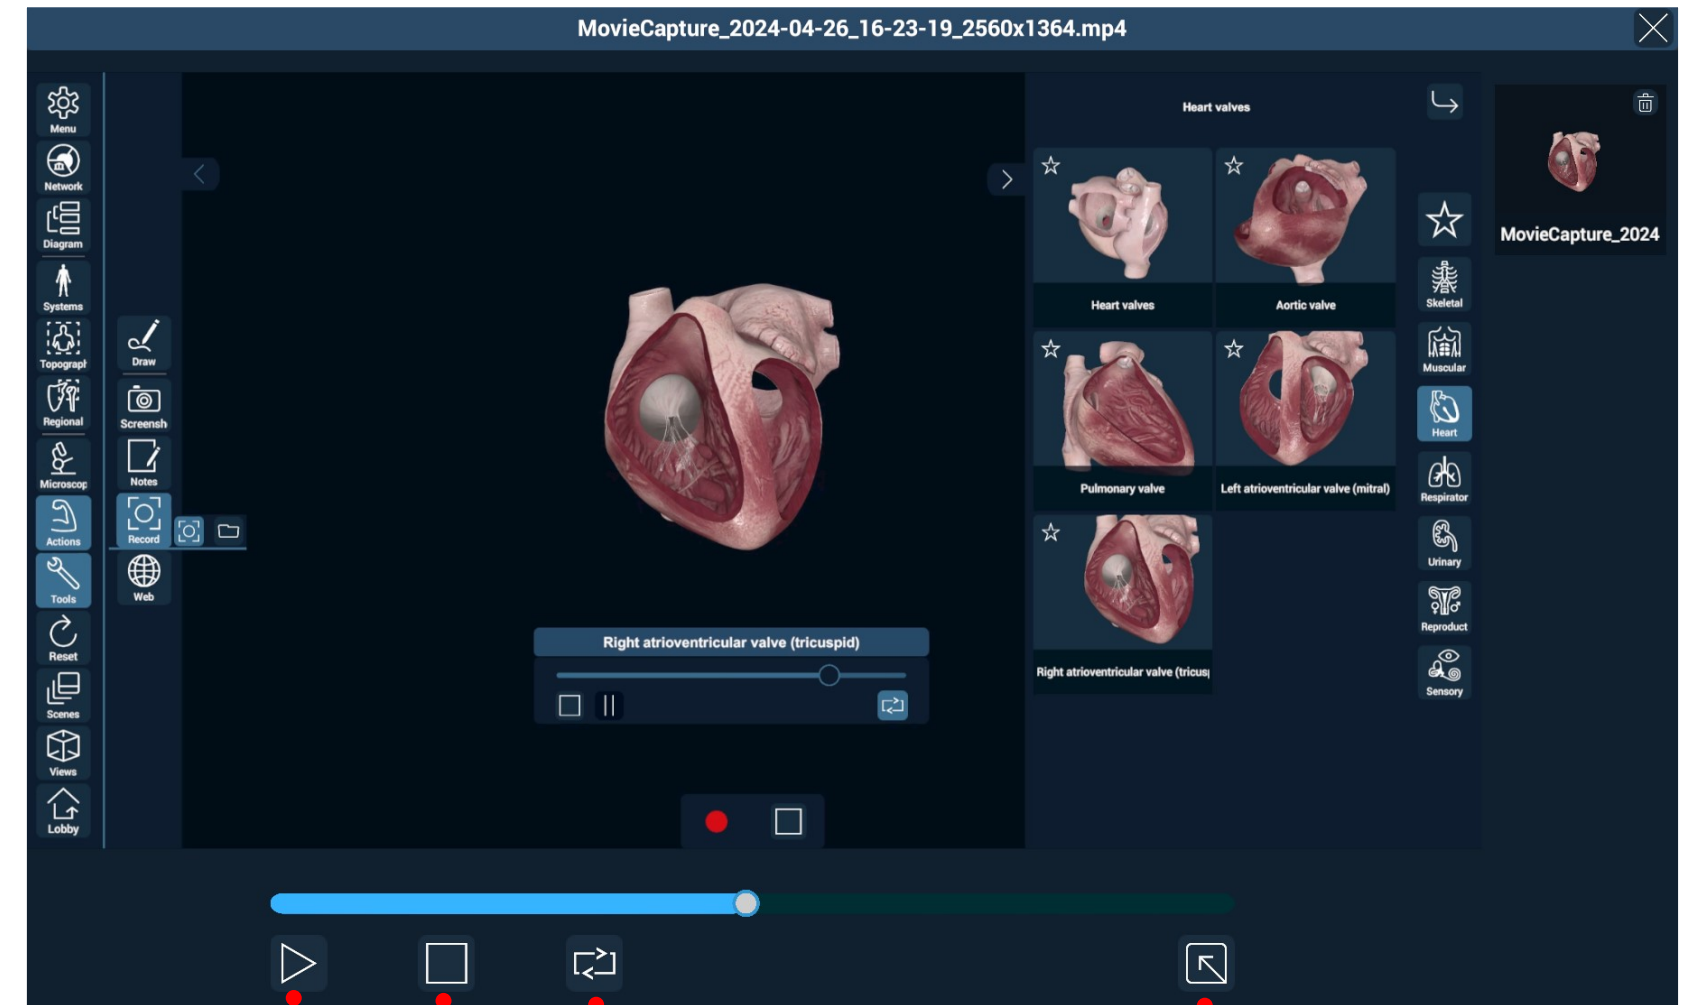 MovieCapture_2024-04-26_16-23-19_2560x1364.mp4
Menu
Network
Diagram
Systems
Topograph
Regional
Microscop
Actions
Tools
Reset
Scenes
Views
Lobby
Draw
Screensh
Notes
Record
Web
Right atrioventricular valve (tricuspid)
Heart valves
Heart valves
Aortic valve
Pulmonary valve
Left atrioventricular valve (mitral)
Right atrioventricular valve (tricus
Skeletal
Muscular
Heart
Respirator
Urinary
Reproduct
Sensory
MovieCapture_2024